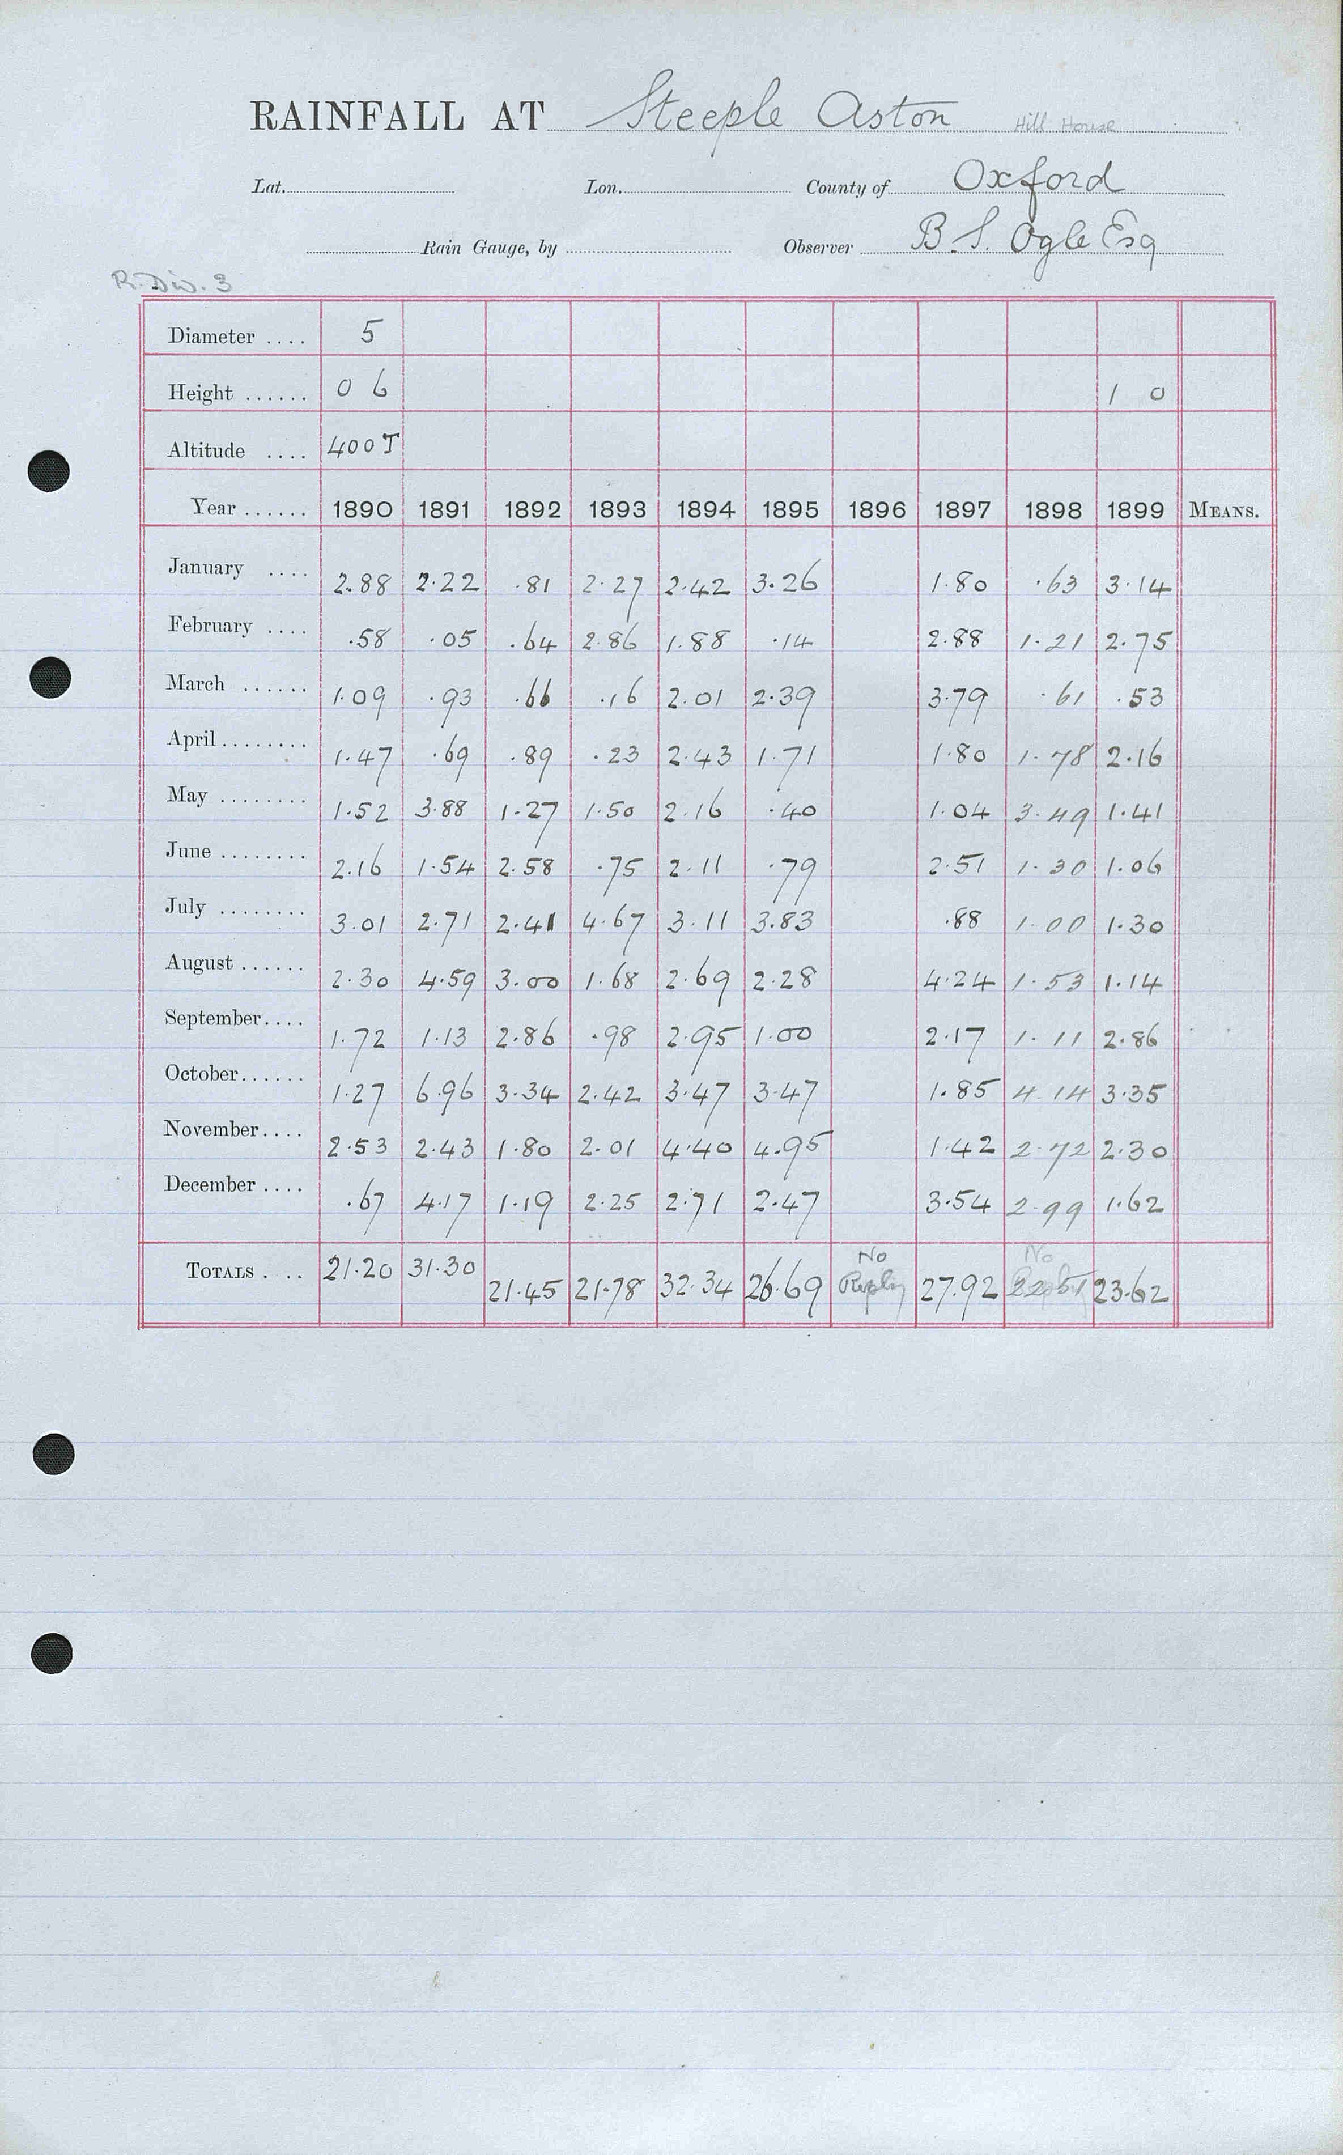 RAINFALL AT Steeple Aston Hill House
Lat. Lon. County of Oxford
Rain Gauge, by Observer B. S. Ogle Esq
R. Div. 3
Diameter .... 5
Height ...... 0 6 1 0
Altitude .... 400 T
Year ...... 1890 1891 1892 1893 1894 1895 1896 1897 1898 1899 MEANS.
January .... 2.88 2.22 .81 2.27 2.42 3.26 1.80 .63 3.14
February .... .58 .05 .64 2.86 1.88 .14 2.88 1.21 2.75
March ...... 1.09 .93 .66 .16 2.01 2.39 3.79 .61 .53
April ........ 1.47 .69 .89 .23 2.43 1.71 1.80 1.78 2.16
May ........ 1.52 3.88 1.27 1.50 2.16 .40 1.04 3.49 1.41
June ........ 2.16 1.54 2.58 .75 2.11 .79 2.51 1.30 1.06
July ........ 3.01 2.71 2.41 4.67 3.11 3.83 .88 1.00 1.30
August ...... 2.30 4.59 3.00 1.68 2.69 2.28 4.24 1.53 1.14
September.... 1.72 1.13 2.86 .98 2.95 1.00 2.17 1.11 2.86
October...... 1.27 6.96 3.34 2.42 3.47 3.47 1.85 4.14 3.35
November.... 2.53 2.43 1.80 2.01 4.40 4.95 1.42 2.72 2.30
December .... .67 4.17 1.19 2.25 2.71 2.47 3.54 2.99 1.62
No No
TOTALS .... 21.20 31.30 21.45 21.78 32.34 26.69 Reply 27.92 22.51 23.62